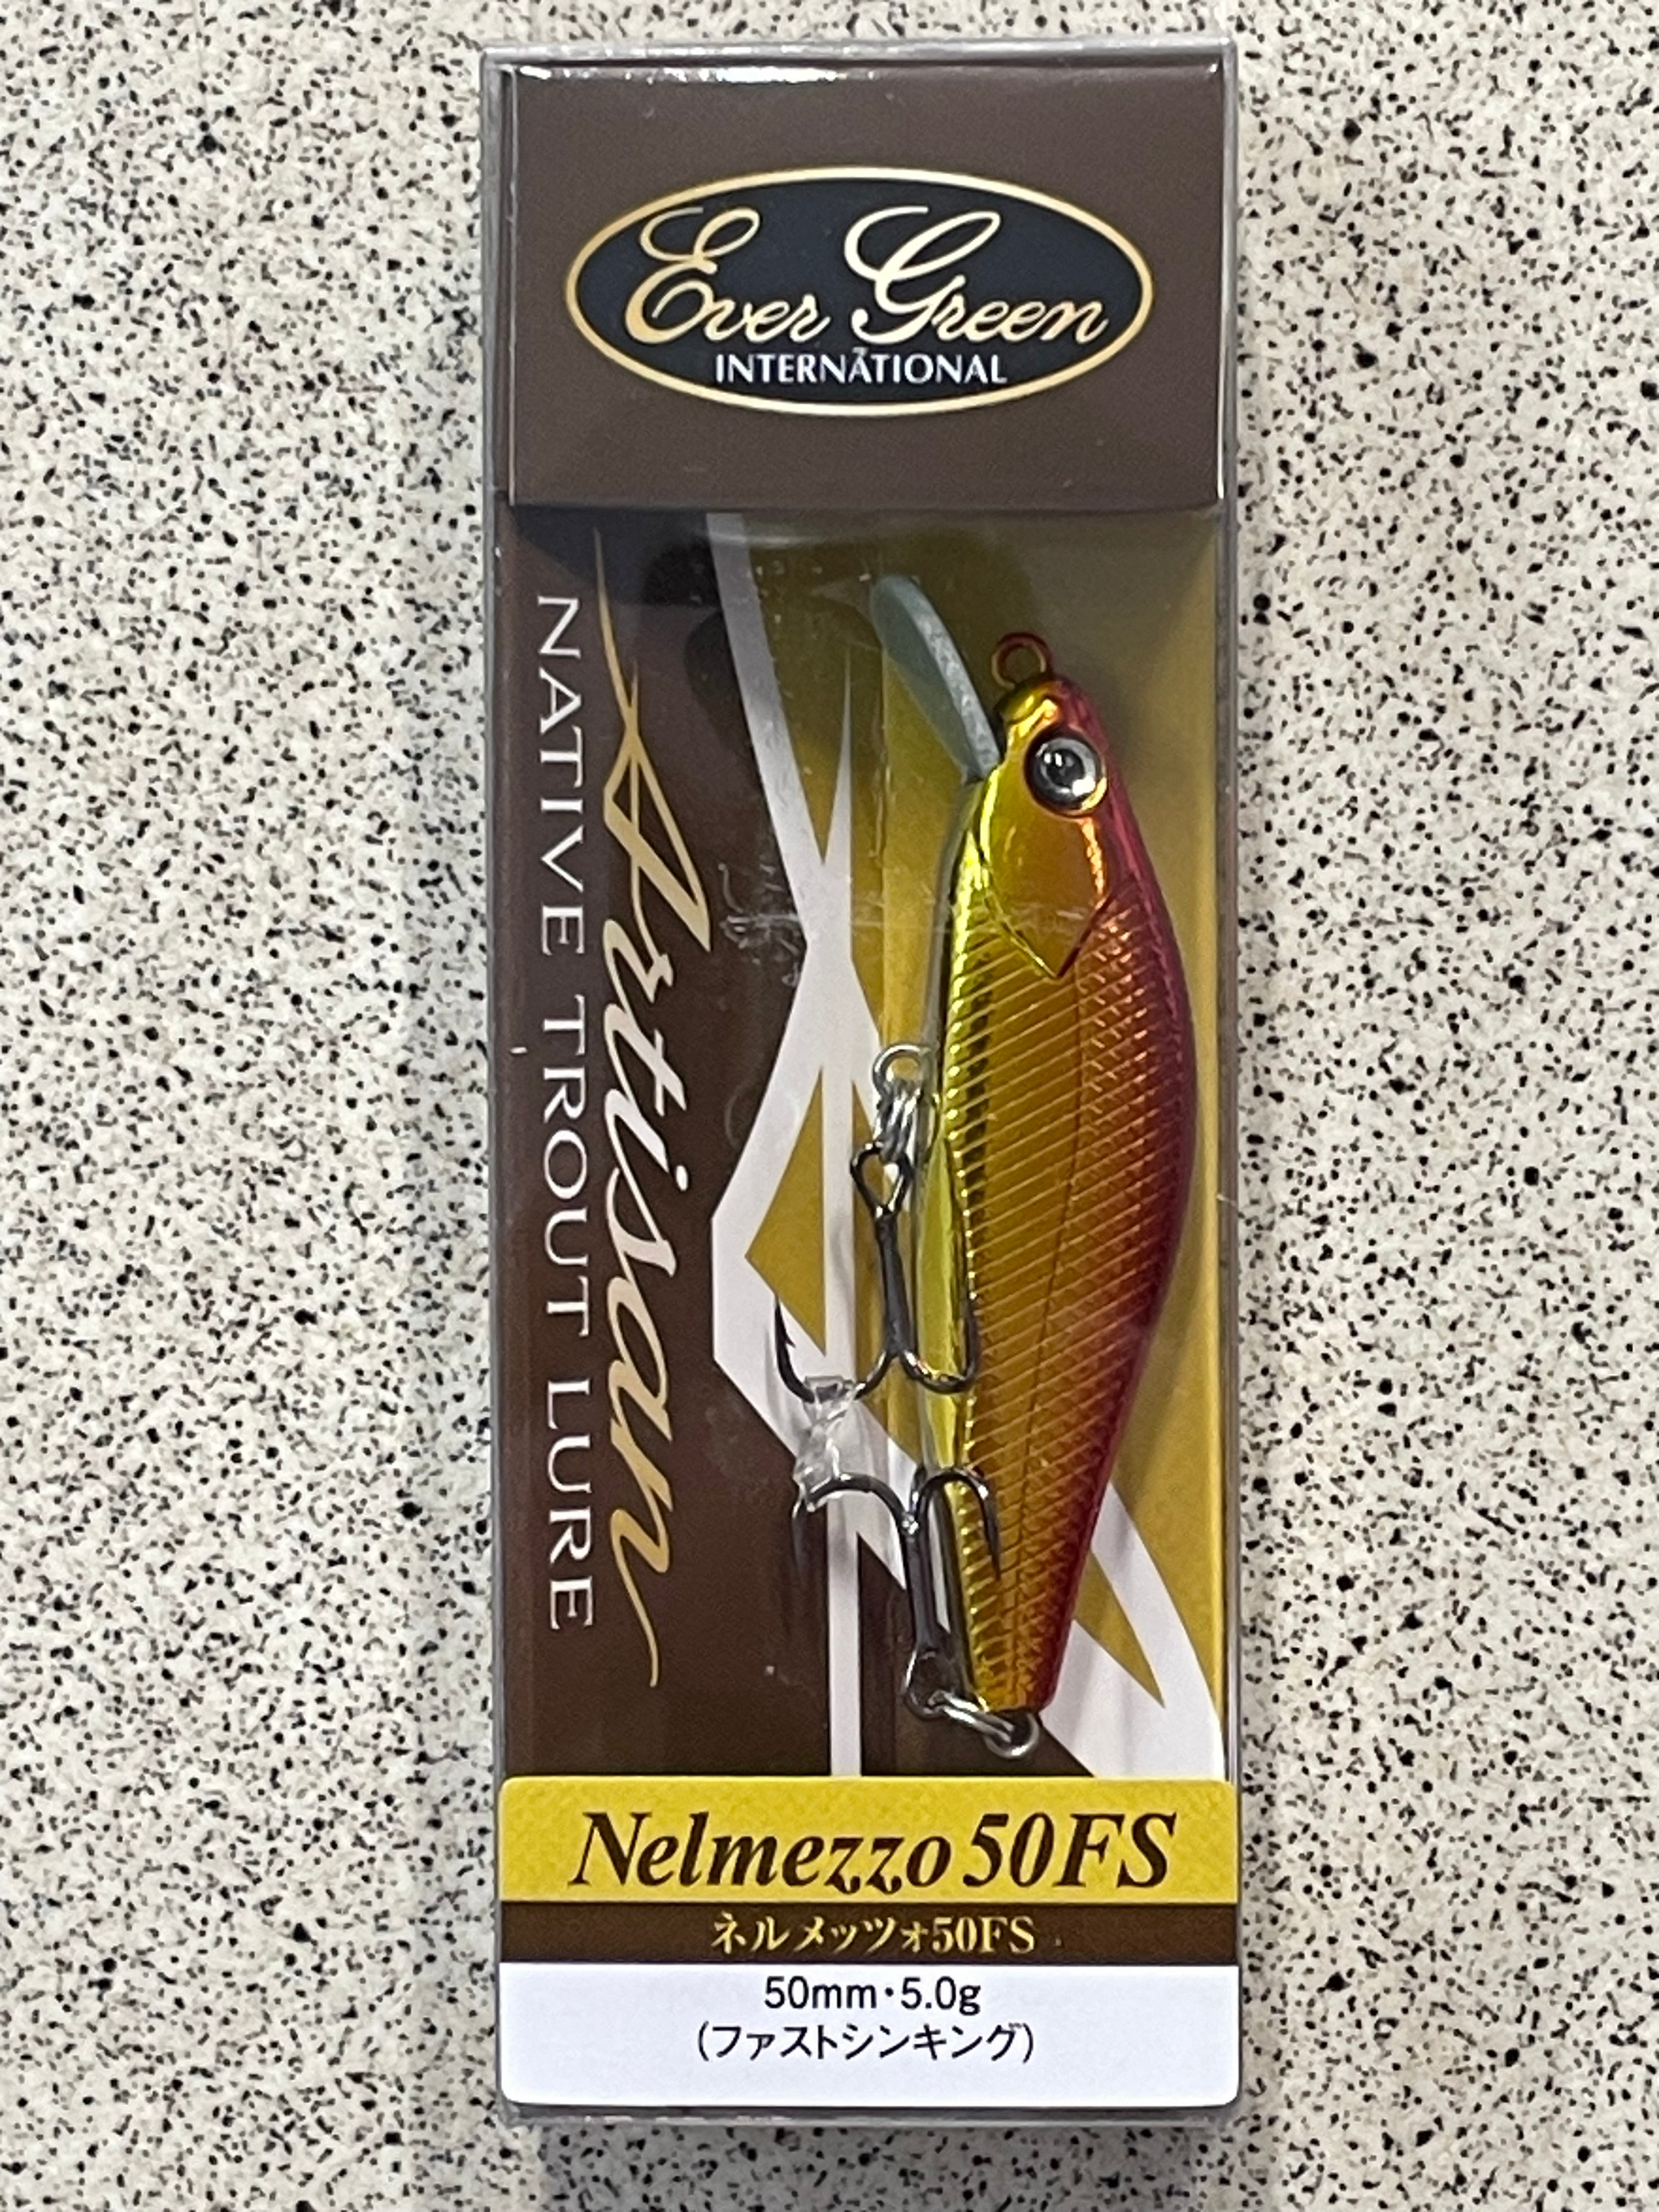 Ever Green
INTERNATIONAL
Artisan
NATIVE TROUT LURE
Nelmezzo 50FS
ネルメッツォ50FS
50mm・5.0g
(ファストシンキング)